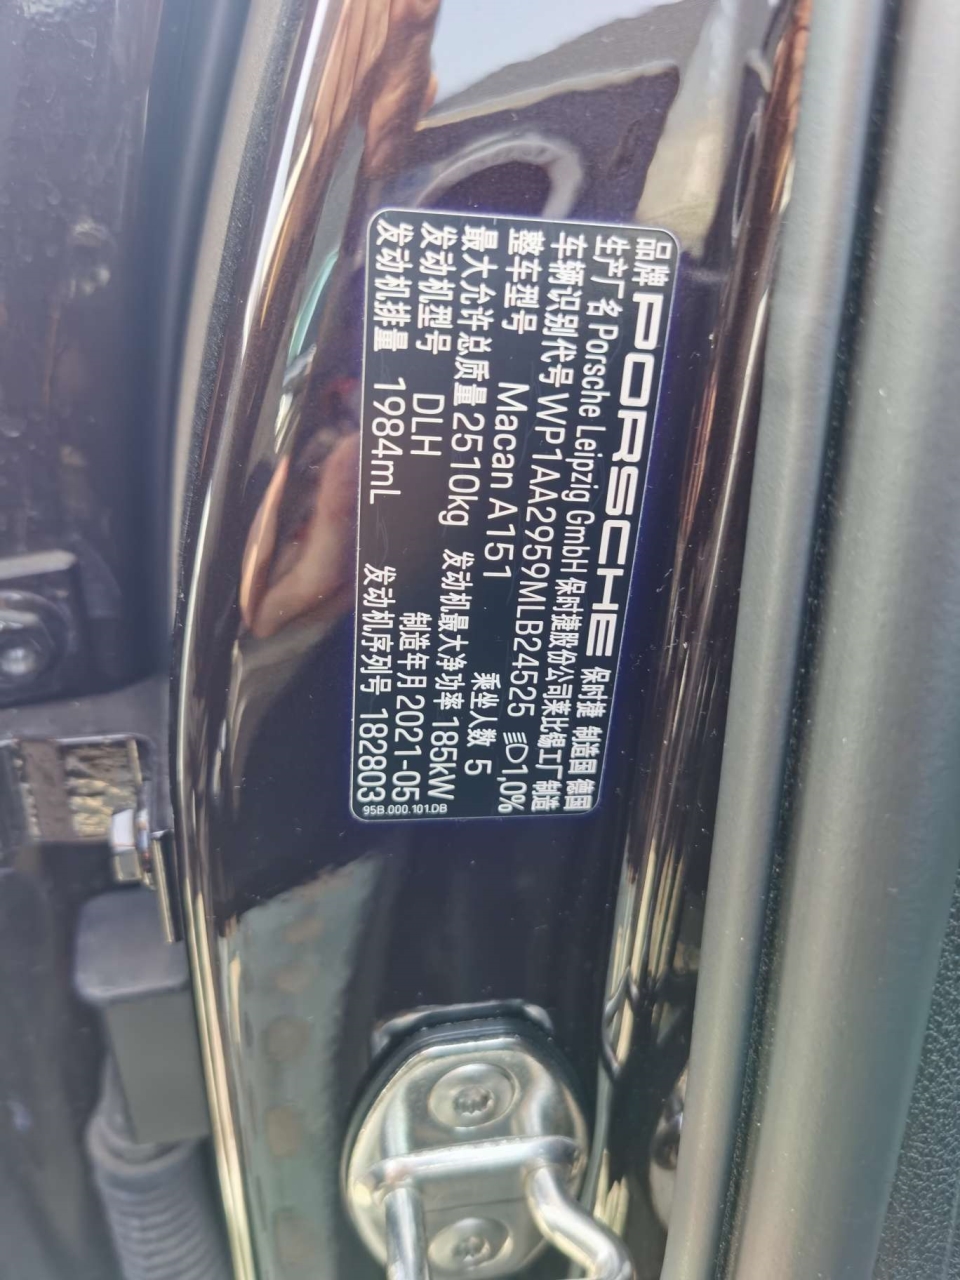 品牌 PORSCHE 保时捷 制造国 德国
生产厂名 Porsche Leipzig GmbH 保时捷股份公司莱比锡工厂 制造
车辆识别代号 WP1AA2959MLB24525 1,0%
整车型号 Macan A151 乘坐人数 5
最大允许总质量 2510kg 发动机最大净功率 185kW
发动机型号 DLH 制造年月 2021-05
发动机排量 1984mL 发动机序列号 182803
95B.000.101.DB